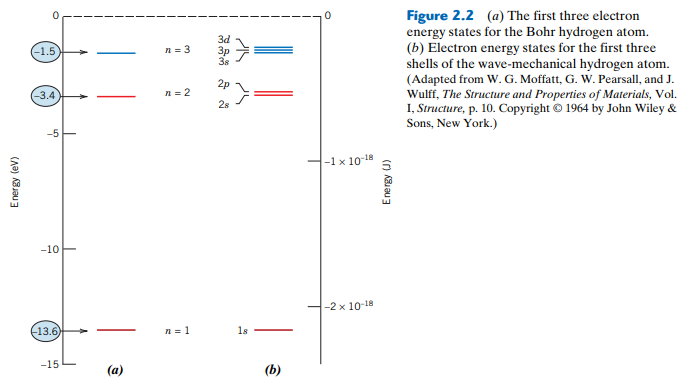 0
0
Figure 2.2 (a) The first three electron
energy states for the Bohr hydrogen atom.
(b) Electron energy states for the first three
shells of the wave-mechanical hydrogen atom.
(Adapted from W. G. Moffatt, G. W. Pearsall, and J.
Wulff, The Structure and Properties of Materials, Vol.
I, Structure, p. 10. Copyright © 1964 by John Wiley &
Sons, New York.)
3d
–1.5
n = 3
3p
3s
2p
–3.4
n = 2
2s
–5
–1 × 10⁻¹⁸
Energy (eV)
Energy (J)
–10
–2 × 10⁻¹⁸
–13.6
n = 1
1s
–15
(a)
(b)